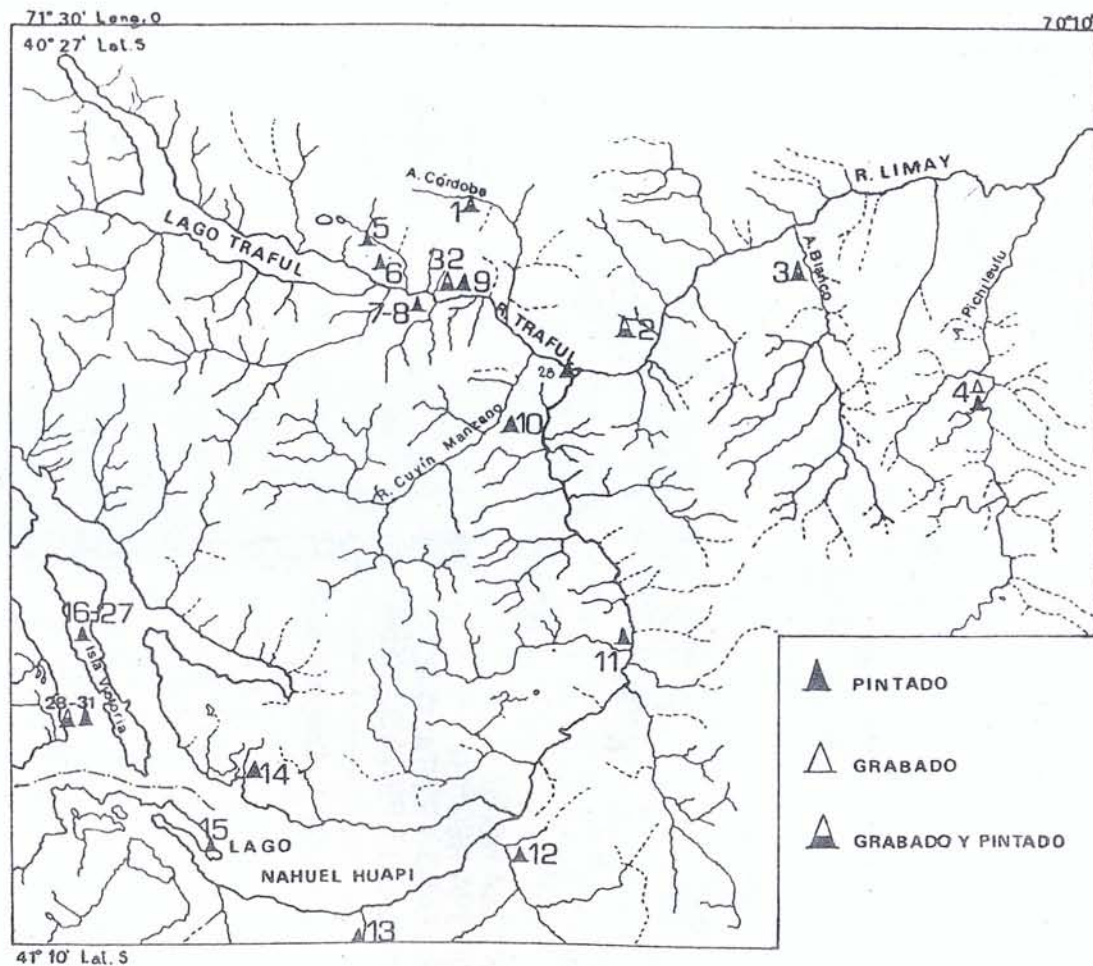 71° 30' Long. O
70° 10'
40° 27' Lat. S
R. LIMAY
A. Córdoba
1
LAGO TRAFUL
5
6
32
9
7-8
R. TRAFUL
2
3
A. Blanco
A. Pichileufu
4
28
10
R. Cuyín Manzano
16-27
Isla Victoria
28-31
11
14
15
LAGO
NAHUEL HUAPI
12
13
PINTADO
GRABADO
GRABADO Y PINTADO
41° 10' Lat. S